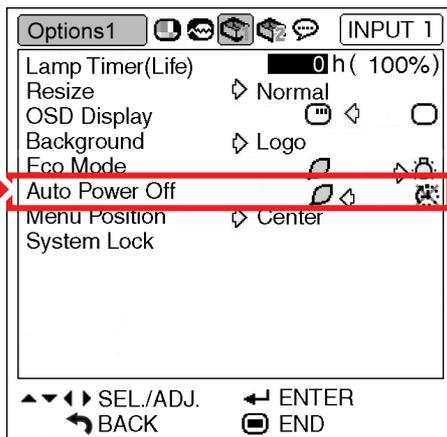 Options1 INPUT 1
Lamp Timer(Life) 0 h ( 100%)
Resize Normal
OSD Display
Background Logo
Eco Mode
Auto Power Off
Menu Position Center
System Lock
SEL./ADJ. ENTER
BACK END